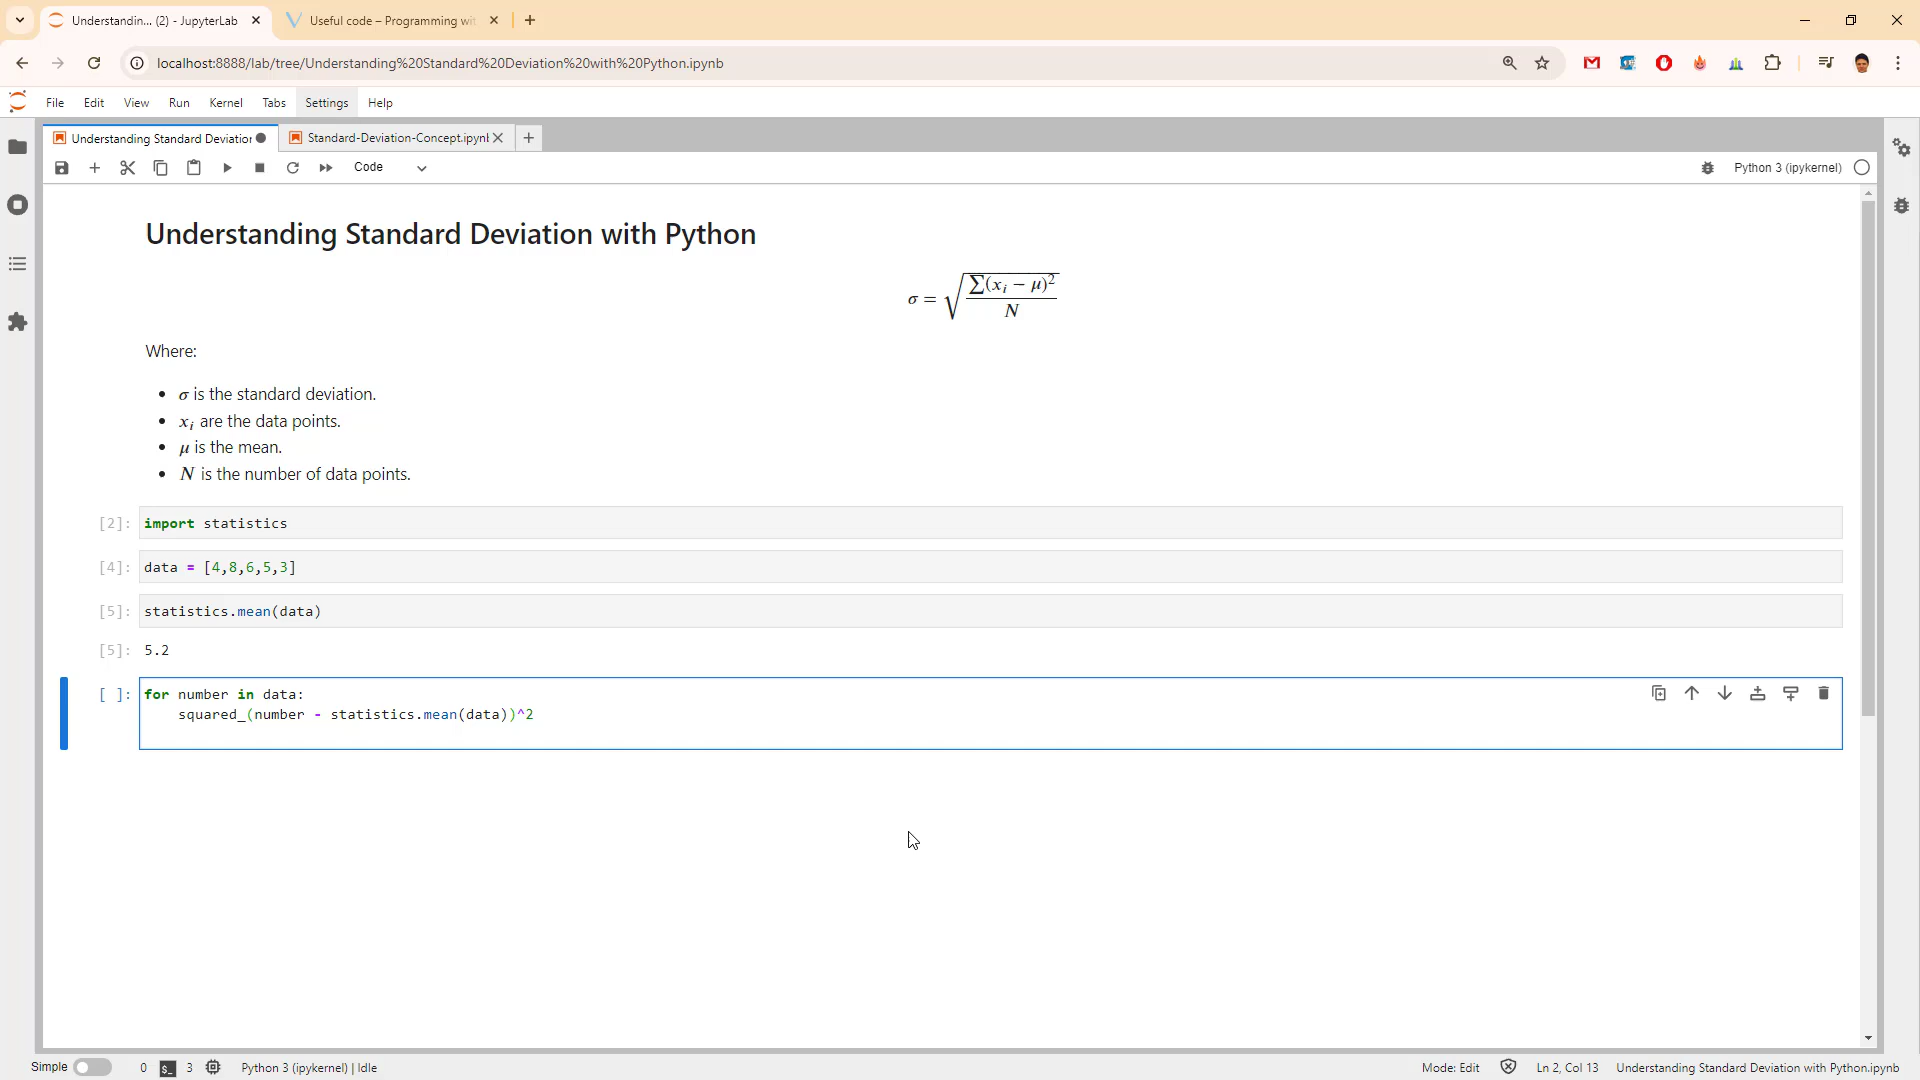 Understandin... (2) - JupyterLab
Useful code – Programming wit
localhost:8888/lab/tree/Understanding%20Standard%20Deviation%20with%20Python.ipynb
File Edit View Run Kernel Tabs Settings Help
Understanding Standard Deviation
Standard-Deviation-Concept.ipynb
Code
Python 3 (ipykernel)
Understanding Standard Deviation with Python
σ = √(∑(xᵢ − μ)² / N)
Where:
• σ is the standard deviation.
• xᵢ are the data points.
• μ is the mean.
• N is the number of data points.
[2]: import statistics
[4]: data = [4,8,6,5,3]
[5]: statistics.mean(data)
[5]: 5.2
[ ]: for number in data:
squared_(number - statistics.mean(data))^2
Simple 0 $_ 3 Python 3 (ipykernel) | Idle Mode: Edit Ln 2, Col 13 Understanding Standard Deviation with Python.ipynb